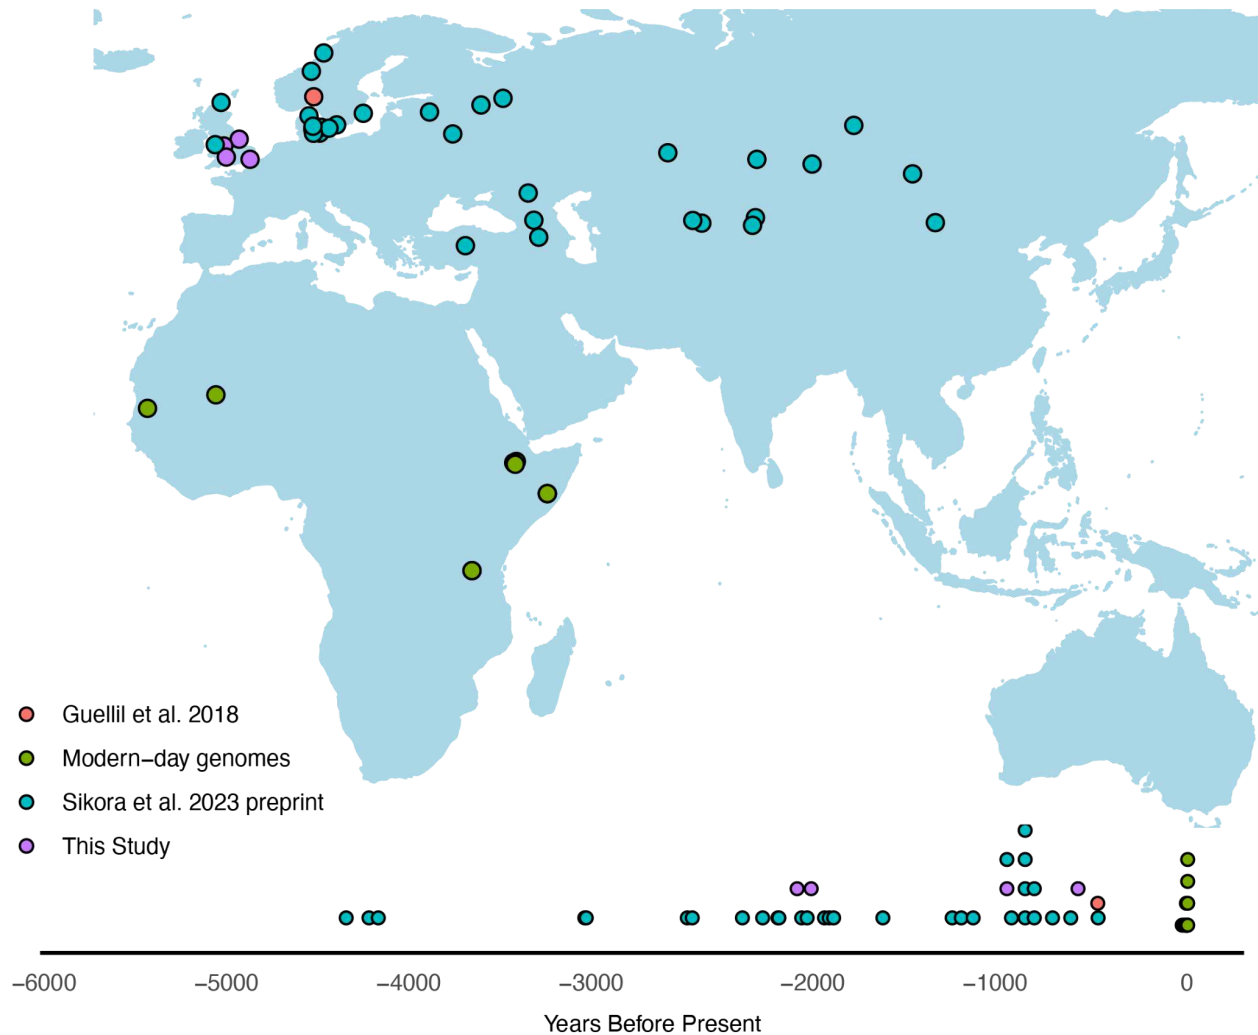 Guellil et al. 2018
Modern−day genomes
Sikora et al. 2023 preprint
This Study
−6000 −5000 −4000 −3000 −2000 −1000 0
Years Before Present